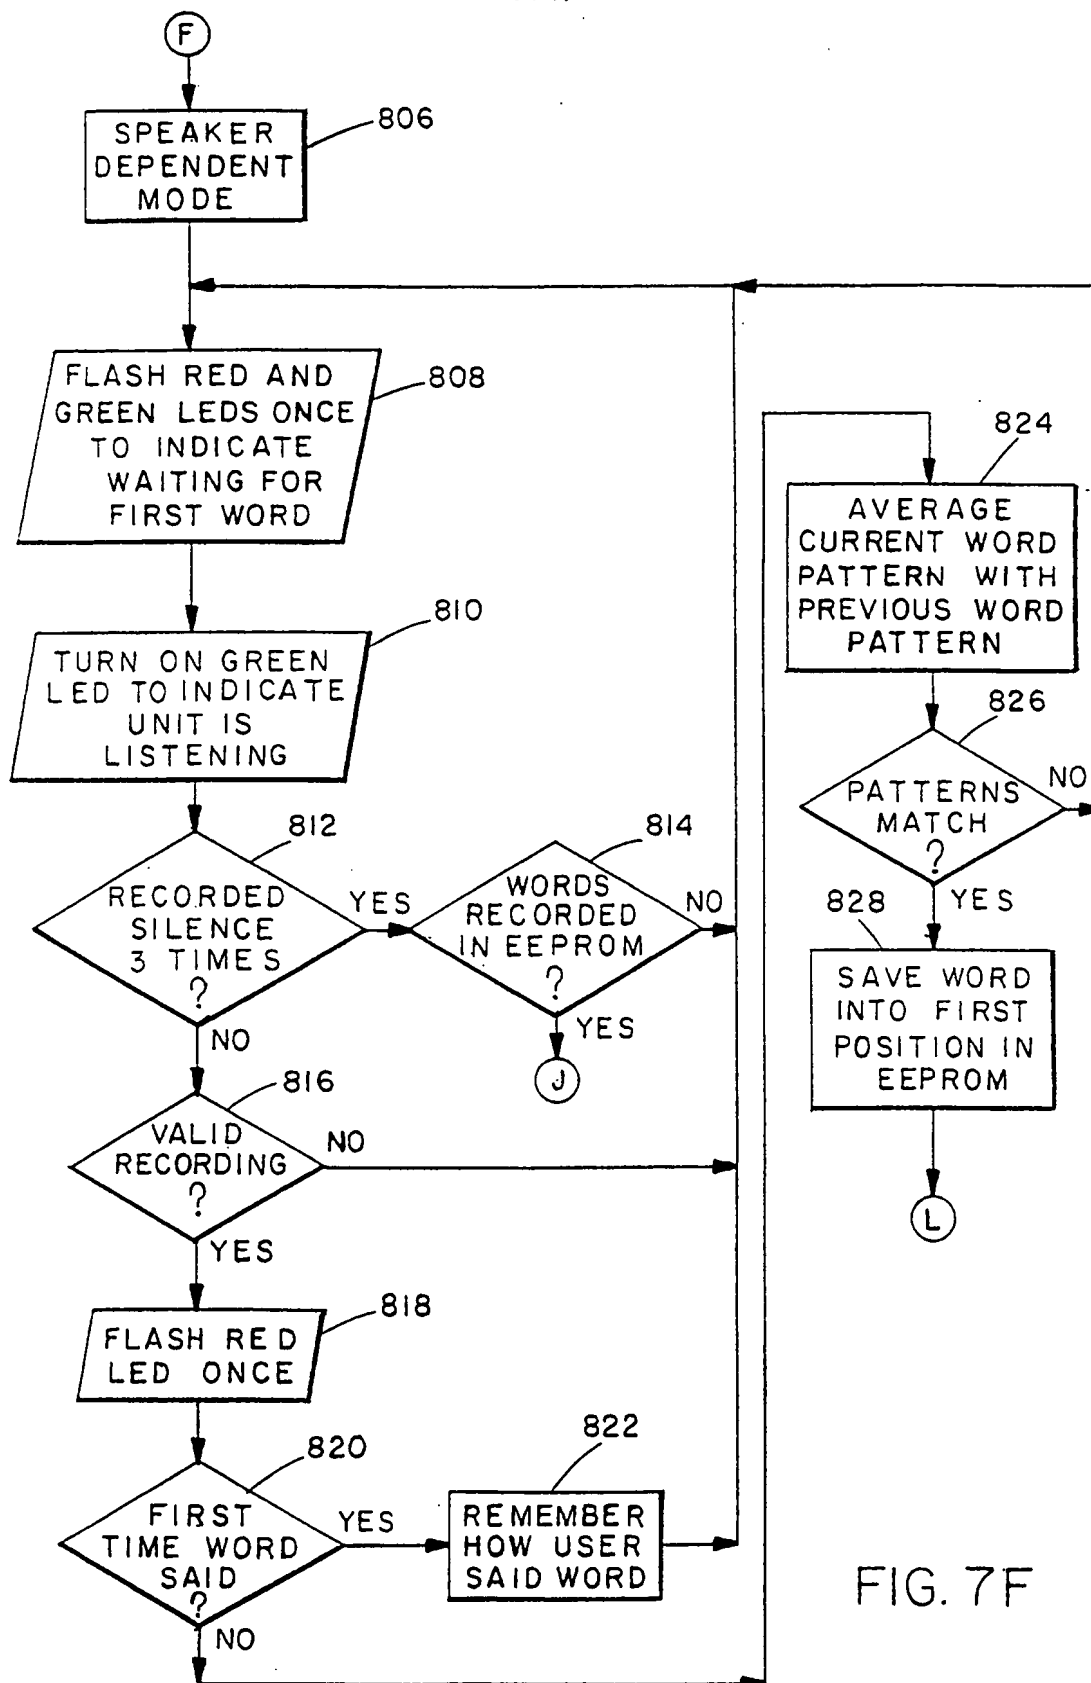 F
SPEAKER
DEPENDENT
MODE
806
FLASH RED AND
GREEN LEDS ONCE
TO INDICATE
WAITING FOR
FIRST WORD
808
TURN ON GREEN
LED TO INDICATE
UNIT IS
LISTENING
810
RECORDED
SILENCE
3 TIMES
?
812
YES
NO
WORDS
RECORDED
IN EEPROM
?
814
NO
YES
J
VALID
RECORDING
?
816
NO
YES
FLASH RED
LED ONCE
818
FIRST
TIME WORD
SAID
?
820
YES
NO
REMEMBER
HOW USER
SAID WORD
822
AVERAGE
CURRENT WORD
PATTERN WITH
PREVIOUS WORD
PATTERN
824
PATTERNS
MATCH
?
826
NO
YES
SAVE WORD
INTO FIRST
POSITION IN
EEPROM
828
L
FIG. 7F